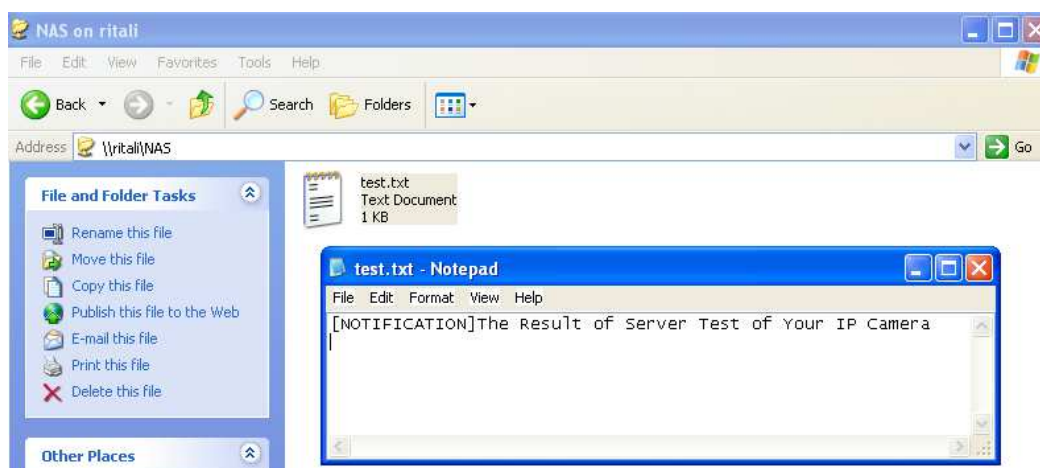 NAS on ritali
File Edit View Favorites Tools Help
Back Search Folders
Address \\ritali\NAS Go
File and Folder Tasks
Rename this file
Move this file
Copy this file
Publish this file to the Web
E-mail this file
Print this file
Delete this file
Other Places
test.txt
Text Document
1 KB
test.txt - Notepad
File Edit Format View Help
[NOTIFICATION]The Result of Server Test of Your IP Camera